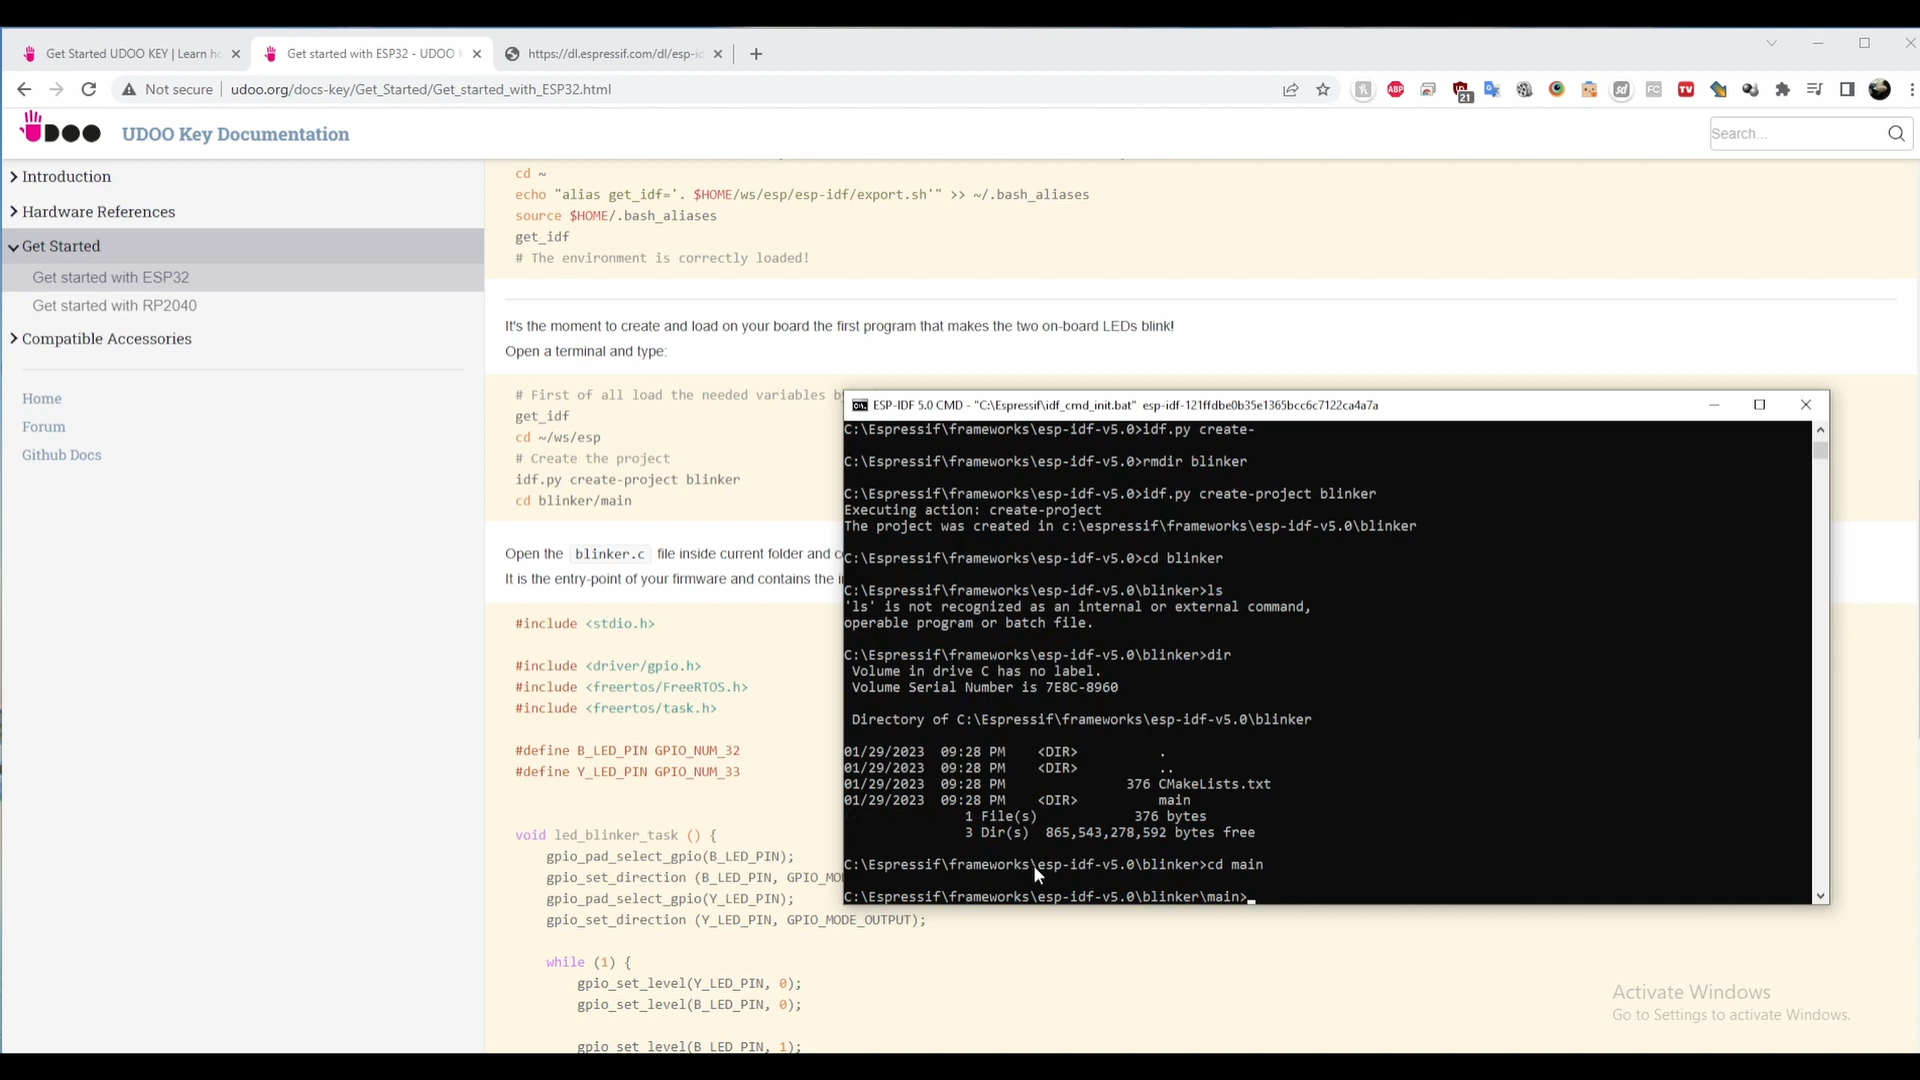 Get Started UDOO KEY | Learn ho
Get started with ESP32 - UDOO K
https://dl.espressif.com/dl/esp-id
Not secure
udoo.org/docs-key/Get_Started/Get_started_with_ESP32.html
ABP
21
FC
TV
DOO
UDOO Key Documentation
Search...
Introduction
Hardware References
Get Started
Get started with ESP32
Get started with RP2040
Compatible Accessories
Home
Forum
Github Docs
cd ~
echo "alias get_idf='. $HOME/ws/esp/esp-idf/export.sh'" >> ~/.bash_aliases
source $HOME/.bash_aliases
get_idf
# The environment is correctly loaded!
It's the moment to create and load on your board the first program that makes the two on-board LEDs blink!
Open a terminal and type:
# First of all load the needed variables b
get_idf
cd ~/ws/esp
# Create the project
idf.py create-project blinker
cd blinker/main
Open the blinker.c file inside current folder and c
It is the entry-point of your firmware and contains the i
#include <stdio.h>
#include <driver/gpio.h>
#include <freertos/FreeRTOS.h>
#include <freertos/task.h>
#define B_LED_PIN GPIO_NUM_32
#define Y_LED_PIN GPIO_NUM_33
void led_blinker_task () {
gpio_pad_select_gpio(B_LED_PIN);
gpio_set_direction (B_LED_PIN, GPIO_MO
gpio_pad_select_gpio(Y_LED_PIN);
gpio_set_direction (Y_LED_PIN, GPIO_MODE_OUTPUT);
while (1) {
gpio_set_level(Y_LED_PIN, 0);
gpio_set_level(B_LED_PIN, 0);
gpio_set_level(B_LED_PIN, 1);
ESP-IDF 5.0 CMD - "C:\Espressif\idf_cmd_init.bat" esp-idf-121ffdbe0b35e1365bcc6c7122ca4a7a
C:\Espressif\frameworks\esp-idf-v5.0>idf.py create-
C:\Espressif\frameworks\esp-idf-v5.0>rmdir blinker
C:\Espressif\frameworks\esp-idf-v5.0>idf.py create-project blinker
Executing action: create-project
The project was created in c:\espressif\frameworks\esp-idf-v5.0\blinker
C:\Espressif\frameworks\esp-idf-v5.0>cd blinker
C:\Espressif\frameworks\esp-idf-v5.0\blinker>ls
'ls' is not recognized as an internal or external command,
operable program or batch file.
C:\Espressif\frameworks\esp-idf-v5.0\blinker>dir
Volume in drive C has no label.
Volume Serial Number is 7E8C-8960
Directory of C:\Espressif\frameworks\esp-idf-v5.0\blinker
01/29/2023 09:28 PM <DIR> .
01/29/2023 09:28 PM <DIR> ..
01/29/2023 09:28 PM 376 CMakeLists.txt
01/29/2023 09:28 PM <DIR> main
1 File(s) 376 bytes
3 Dir(s) 865,543,278,592 bytes free
C:\Espressif\frameworks\esp-idf-v5.0\blinker>cd main
C:\Espressif\frameworks\esp-idf-v5.0\blinker\main>
Activate Windows
Go to Settings to activate Windows.